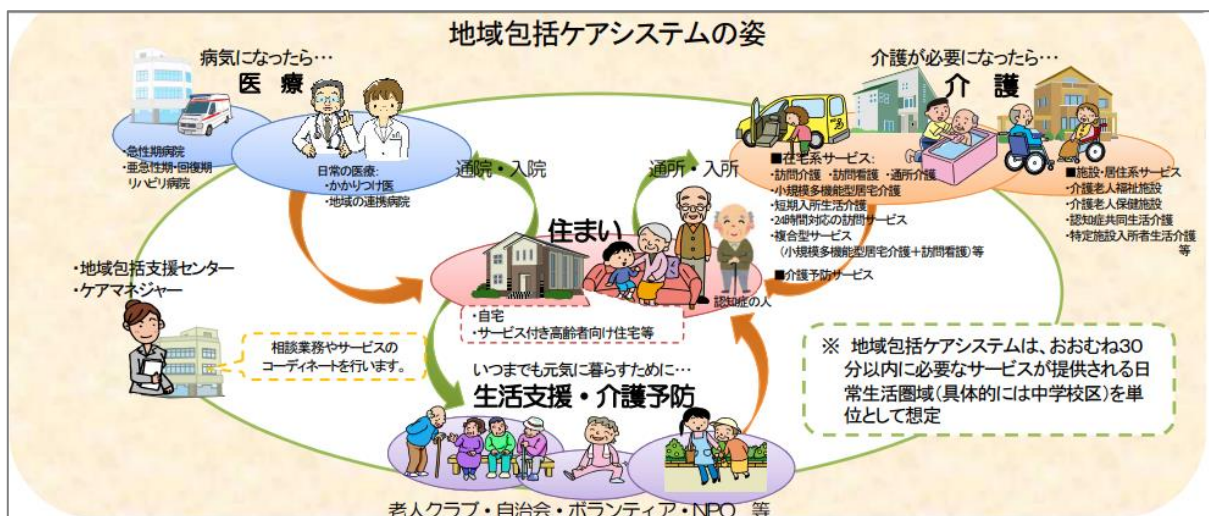 地域包括ケアシステムの姿
病気になったら…
医 療
・急性期病院
・亜急性期・回復期
リハビリ病院
日常の医療:
・かかりつけ医
・地域の連携病院
通院・入院
通所・入所
介護が必要になったら…
介 護
■在宅系サービス:
・訪問介護 ・訪問看護 ・通所介護
・小規模多機能型居宅介護
・短期入所生活介護
・24時間対応の訪問サービス
・複合型サービス
(小規模多機能型居宅介護+訪問看護)等
■介護予防サービス
■施設・居住系サービス
・介護老人福祉施設
・介護老人保健施設
・認知症共同生活介護
・特定施設入所者生活介護
等
住まい
認知症の人
・自宅
・サービス付き高齢者向け住宅等
・地域包括支援センター
・ケアマネジャー
相談業務やサービスの
コーディネートを行います。
いつまでも元気に暮らすために…
生活支援・介護予防
老人クラブ・自治会・ボランティア・NPO 等
※ 地域包括ケアシステムは、おおむね30
分以内に必要なサービスが提供される日
常生活圏域(具体的には中学校区)を単
位として想定